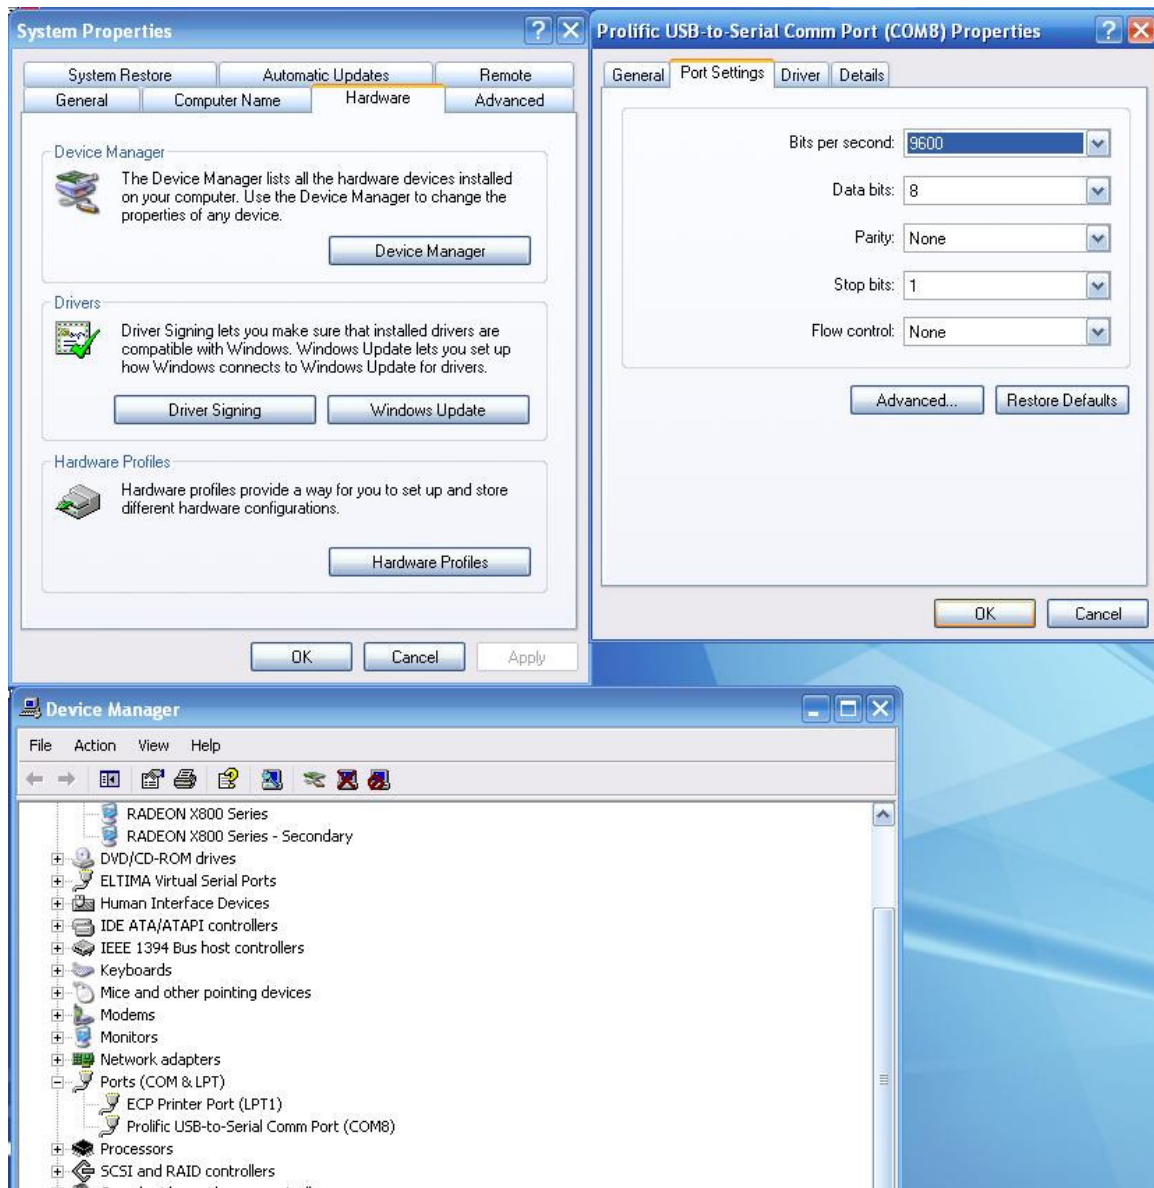 System Properties
System Restore
Automatic Updates
Remote
General
Computer Name
Hardware
Advanced
Device Manager
The Device Manager lists all the hardware devices installed
on your computer. Use the Device Manager to change the
properties of any device.
Device Manager
Drivers
Driver Signing lets you make sure that installed drivers are
compatible with Windows. Windows Update lets you set up
how Windows connects to Windows Update for drivers.
Driver Signing
Windows Update
Hardware Profiles
Hardware profiles provide a way for you to set up and store
different hardware configurations.
Hardware Profiles
OK
Cancel
Apply
Prolific USB-to-Serial Comm Port (COM8) Properties
General
Port Settings
Driver
Details
Bits per second: 9600
Data bits: 8
Parity: None
Stop bits: 1
Flow control: None
Advanced...
Restore Defaults
OK
Cancel
Device Manager
File Action View Help
RADEON X800 Series
RADEON X800 Series - Secondary
DVD/CD-ROM drives
ELTIMA Virtual Serial Ports
Human Interface Devices
IDE ATA/ATAPI controllers
IEEE 1394 Bus host controllers
Keyboards
Mice and other pointing devices
Modems
Monitors
Network adapters
Ports (COM & LPT)
ECP Printer Port (LPT1)
Prolific USB-to-Serial Comm Port (COM8)
Processors
SCSI and RAID controllers